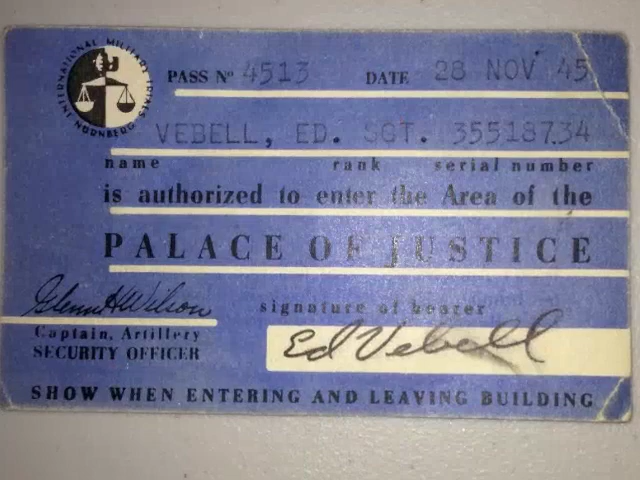 INTERNATIONAL MILITARY TRIALS
NÜRNBERG
PASS Nº 4513 DATE 28 NOV 45
VEBELL, ED. SGT. 35518734
name rank serial number
is authorized to enter the Area of the
PALACE OF JUSTICE
Glenn H Wilson signature of bearer
Captain, Artillery Ed Vebell
SECURITY OFFICER
SHOW WHEN ENTERING AND LEAVING BUILDING